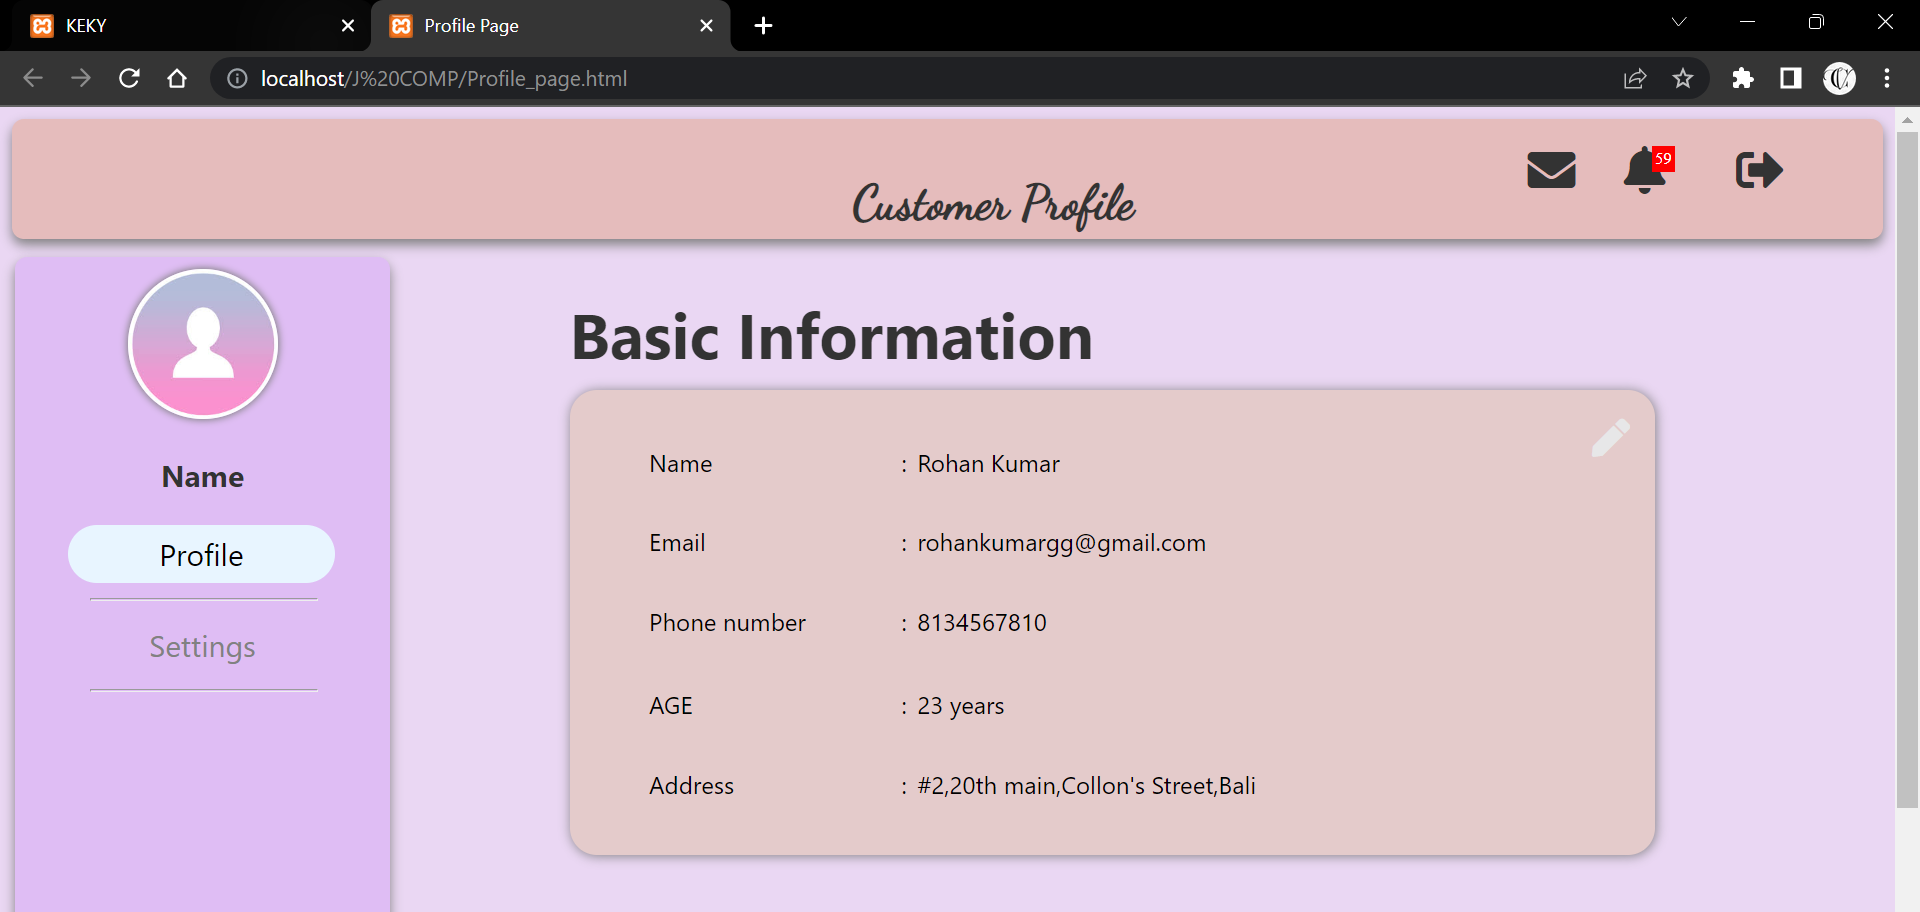 KEKY
Profile Page
localhost/J%20COMP/Profile_page.html
59
Customer Profile
Basic Information
Name
Profile
Settings
Name : Rohan Kumar
Email : rohankumargg@gmail.com
Phone number : 8134567810
AGE : 23 years
Address : #2,20th main,Collon's Street,Bali